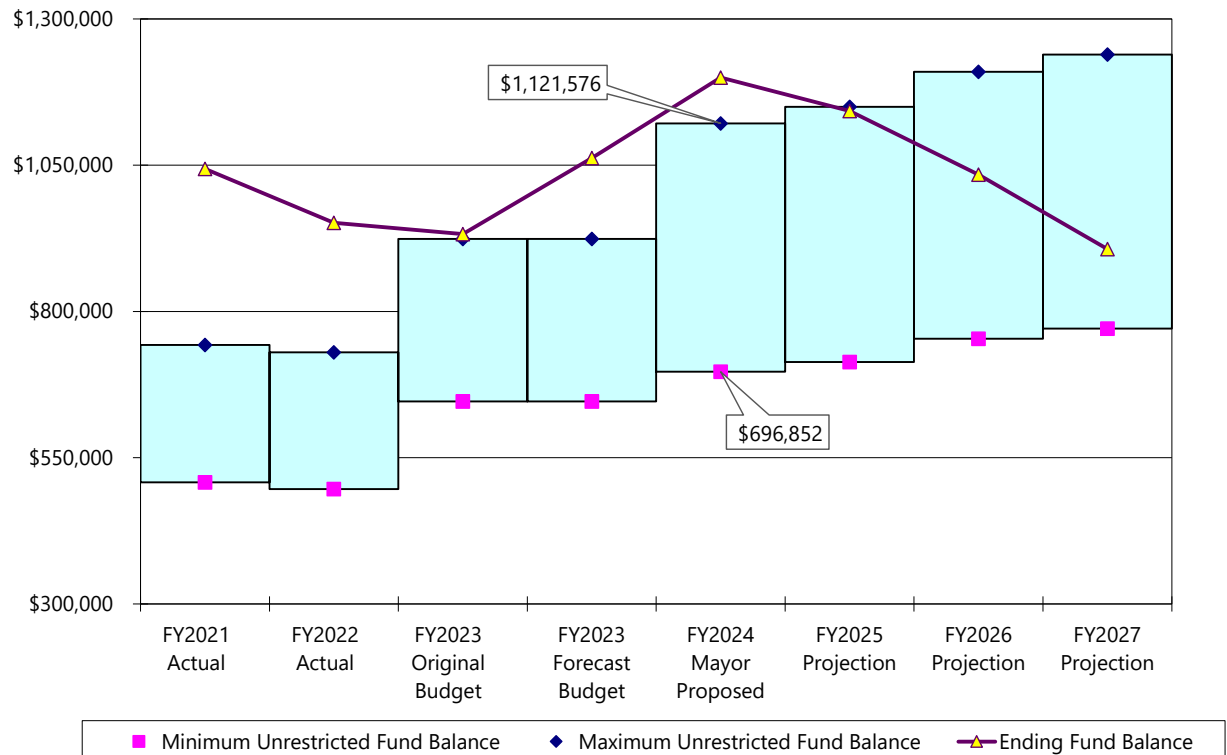 $1,300,000
$1,121,576
$1,050,000
$800,000
$696,852
$550,000
$300,000
FY2021
Actual
FY2022
Actual
FY2023
Original
Budget
FY2023
Forecast
Budget
FY2024
Mayor
Proposed
FY2025
Projection
FY2026
Projection
FY2027
Projection
Minimum Unrestricted Fund Balance
Maximum Unrestricted Fund Balance
Ending Fund Balance